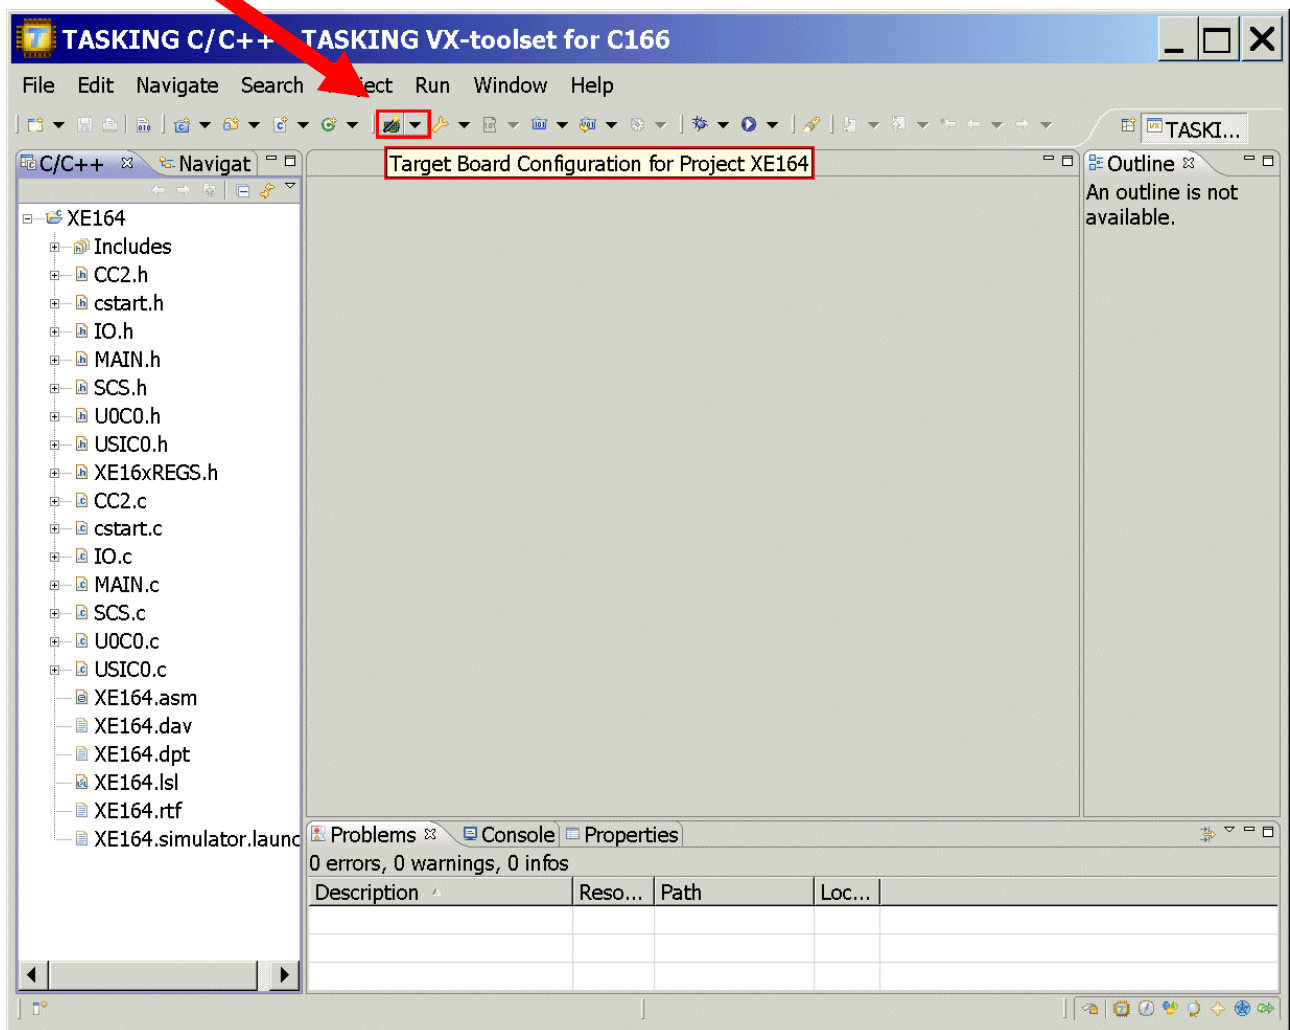 TASKING C/C++ - TASKING VX-toolset for C166
File Edit Navigate Search ject Run Window Help
TASKI...
C/C++ Navigat
Target Board Configuration for Project XE164
Outline
An outline is not
available.
XE164
Includes
CC2.h
cstart.h
IO.h
MAIN.h
SCS.h
U0C0.h
USIC0.h
XE16xREGS.h
CC2.c
cstart.c
IO.c
MAIN.c
SCS.c
U0C0.c
USIC0.c
XE164.asm
XE164.dav
XE164.dpt
XE164.lsl
XE164.rtf
XE164.simulator.launc
Problems Console Properties
0 errors, 0 warnings, 0 infos
Description Reso... Path Loc...